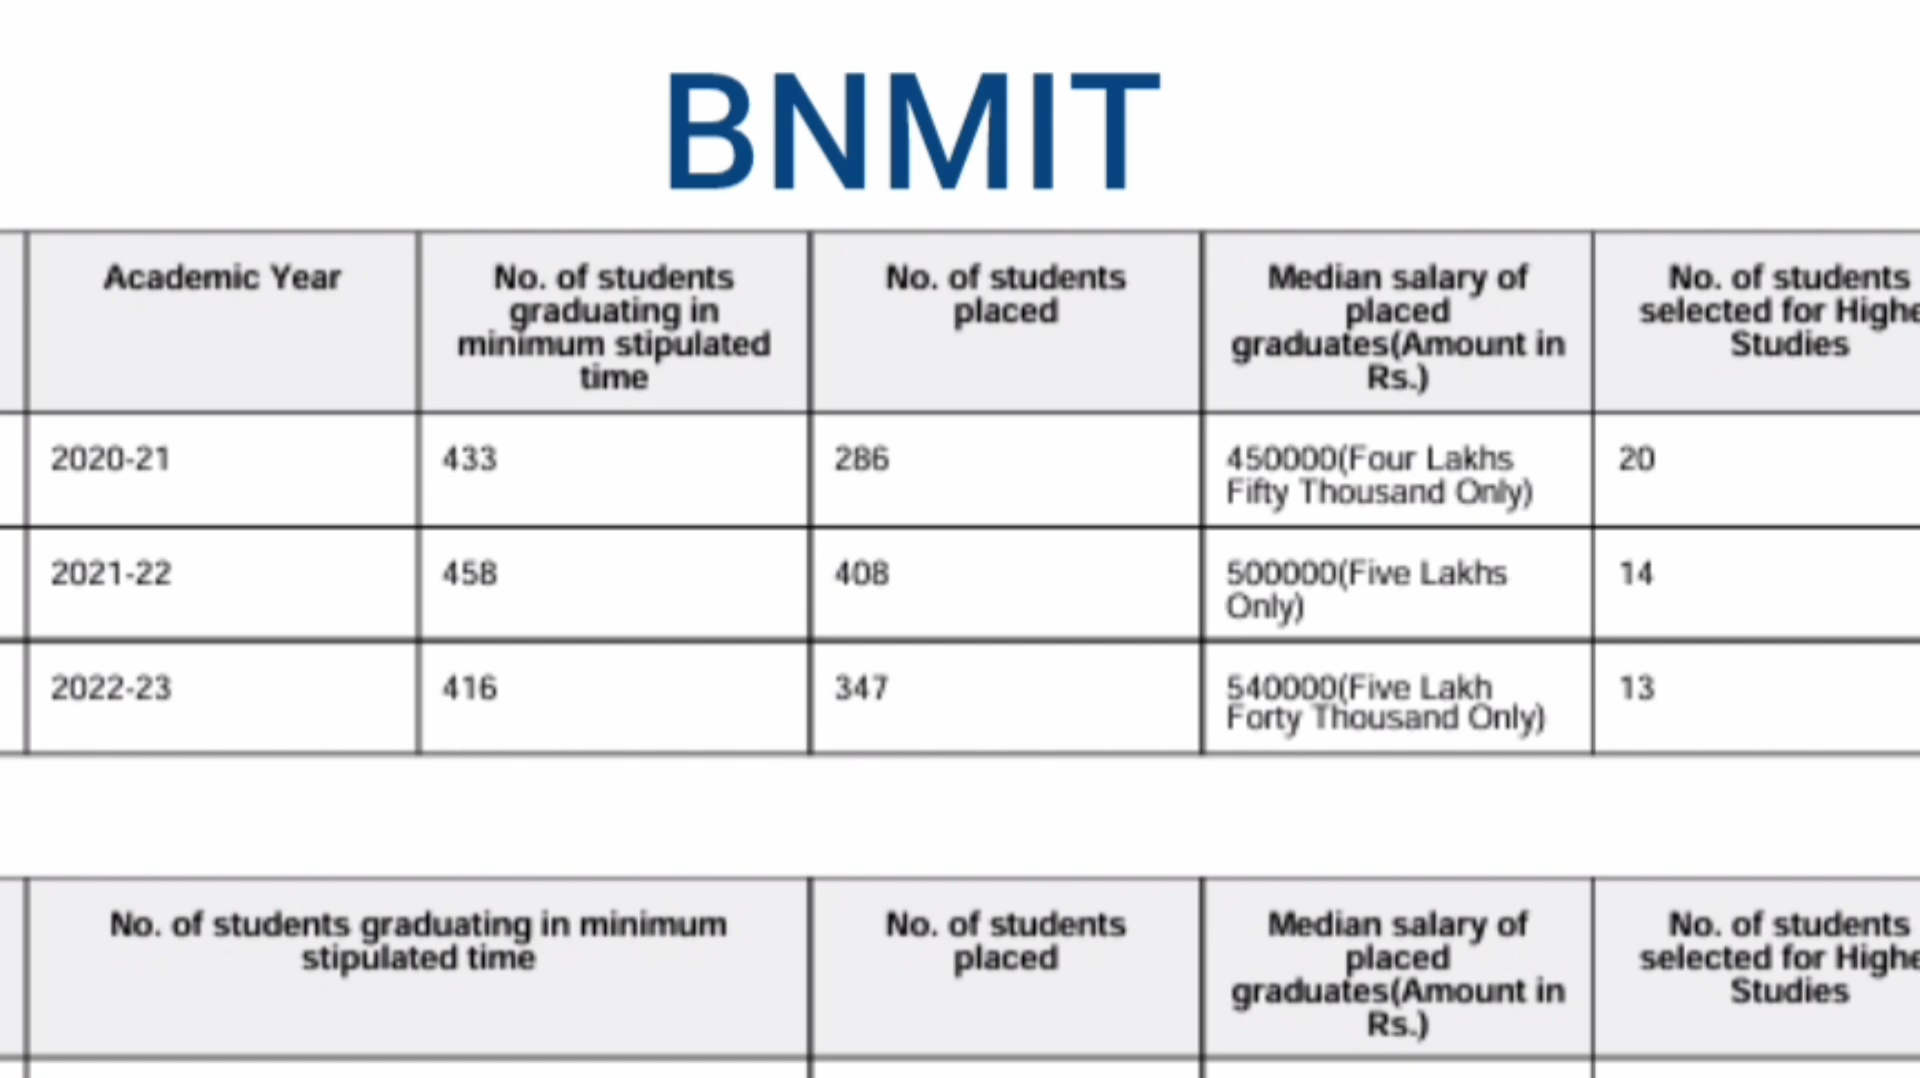 BNMIT
Academic Year
No. of students
graduating in
minimum stipulated
time
No. of students
placed
Median salary of
placed
graduates(Amount in
Rs.)
No. of students
selected for Highe
Studies
2020-21
433
286
450000(Four Lakhs
Fifty Thousand Only)
20
2021-22
458
408
500000(Five Lakhs
Only)
14
2022-23
416
347
540000(Five Lakh
Forty Thousand Only)
13
No. of students graduating in minimum
stipulated time
No. of students
placed
Median salary of
placed
graduates(Amount in
Rs.)
No. of students
selected for Highe
Studies